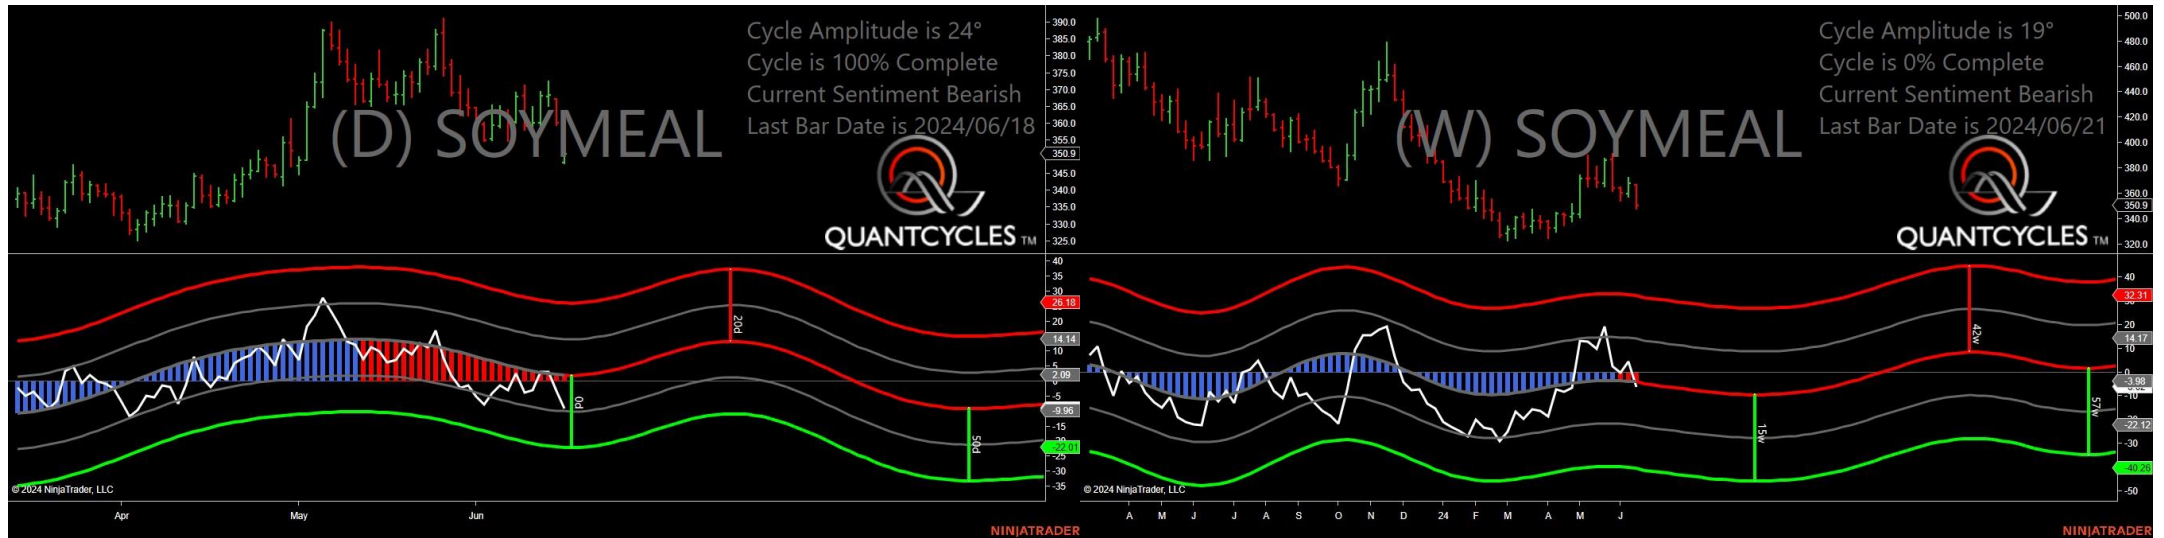 Cycle Amplitude is 24°
Cycle is 100% Complete
Current Sentiment Bearish
Last Bar Date is 2024/06/18
(D) SOYMEAL
QUANTCYCLES TM
390.0
385.0
380.0
375.0
370.0
365.0
360.0
355.0
350.9
345.0
340.0
335.0
330.0
325.0
40
35
26.18
20
14.14
10
5
2.09
-5
-9.96
-15
-22.01
-25
-30
-35
0d
20d
50d
© 2024 NinjaTrader, LLC
Apr May Jun
NINJATRADER
Cycle Amplitude is 19°
Cycle is 0% Complete
Current Sentiment Bearish
Last Bar Date is 2024/06/21
(W) SOYMEAL
QUANTCYCLES TM
500.0
480.0
460.0
440.0
420.0
400.0
380.0
360.0
350.9
340.0
320.0
40
32.31
20
14.17
10
0
-3.98
-10
-22.12
-30
-40.26
-50
15w
42w
57w
© 2024 NinjaTrader, LLC
A M J J A S O N D 24 F M A M J
NINJATRADER